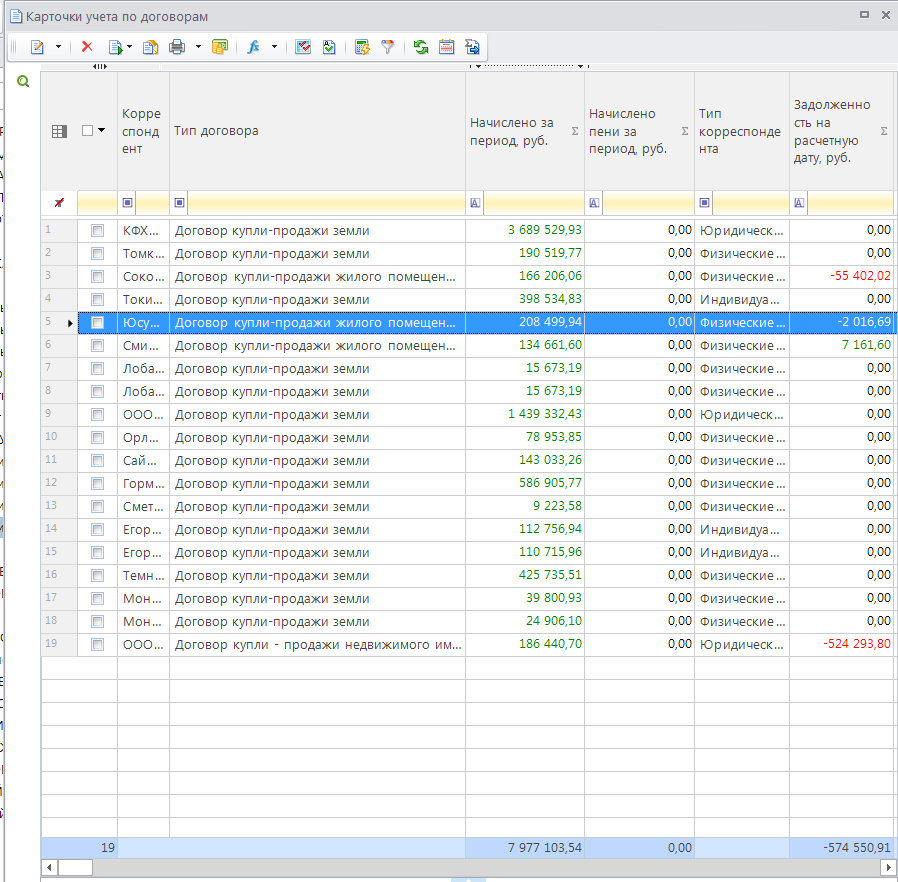 Карточки учета по договорам
Корре
спонд
ент
Тип договора
Начислено за
период, руб.
Σ
Начислено
пени за
период, руб.
Σ
Тип
корреспонде
нта
Задолженно
сть на
расчетную
дату, руб.
Σ
1 КФХ... Договор купли-продажи земли 3 689 529,93 0,00 Юридическ... 0,00
2 Томк... Договор купли-продажи земли 190 519,77 0,00 Физические ... 0,00
3 Соко... Договор купли-продажи жилого помещен... 166 206,06 0,00 Физические ... -55 402,02
4 Токи... Договор купли-продажи земли 398 534,83 0,00 Индивидуа... 0,00
5 Юсу... Договор купли-продажи жилого помещен... 208 499,94 0,00 Физические ... -2 016,69
6 Сми... Договор купли-продажи жилого помещен... 134 661,60 0,00 Физические ... 7 161,60
7 Лоба... Договор купли-продажи земли 15 673,19 0,00 Физические ... 0,00
8 Лоба... Договор купли-продажи земли 15 673,19 0,00 Физические ... 0,00
9 ООО... Договор купли-продажи земли 1 439 332,43 0,00 Юридическ... 0,00
10 Орл... Договор купли-продажи земли 78 953,85 0,00 Физические ... 0,00
11 Сай... Договор купли-продажи земли 143 033,26 0,00 Физические ... 0,00
12 Горм... Договор купли-продажи земли 586 905,77 0,00 Физические ... 0,00
13 Смет... Договор купли-продажи земли 9 223,58 0,00 Физические ... 0,00
14 Егор... Договор купли-продажи земли 112 756,94 0,00 Индивидуа... 0,00
15 Егор... Договор купли-продажи земли 110 715,96 0,00 Индивидуа... 0,00
16 Темн... Договор купли-продажи земли 425 735,51 0,00 Физические ... 0,00
17 Мон... Договор купли-продажи земли 39 800,93 0,00 Физические ... 0,00
18 Мон... Договор купли-продажи земли 24 906,10 0,00 Физические ... 0,00
19 ООО... Договор купли - продажи недвижимого им... 186 440,70 0,00 Юридическ... -524 293,80
19 7 977 103,54 0,00 -574 550,91